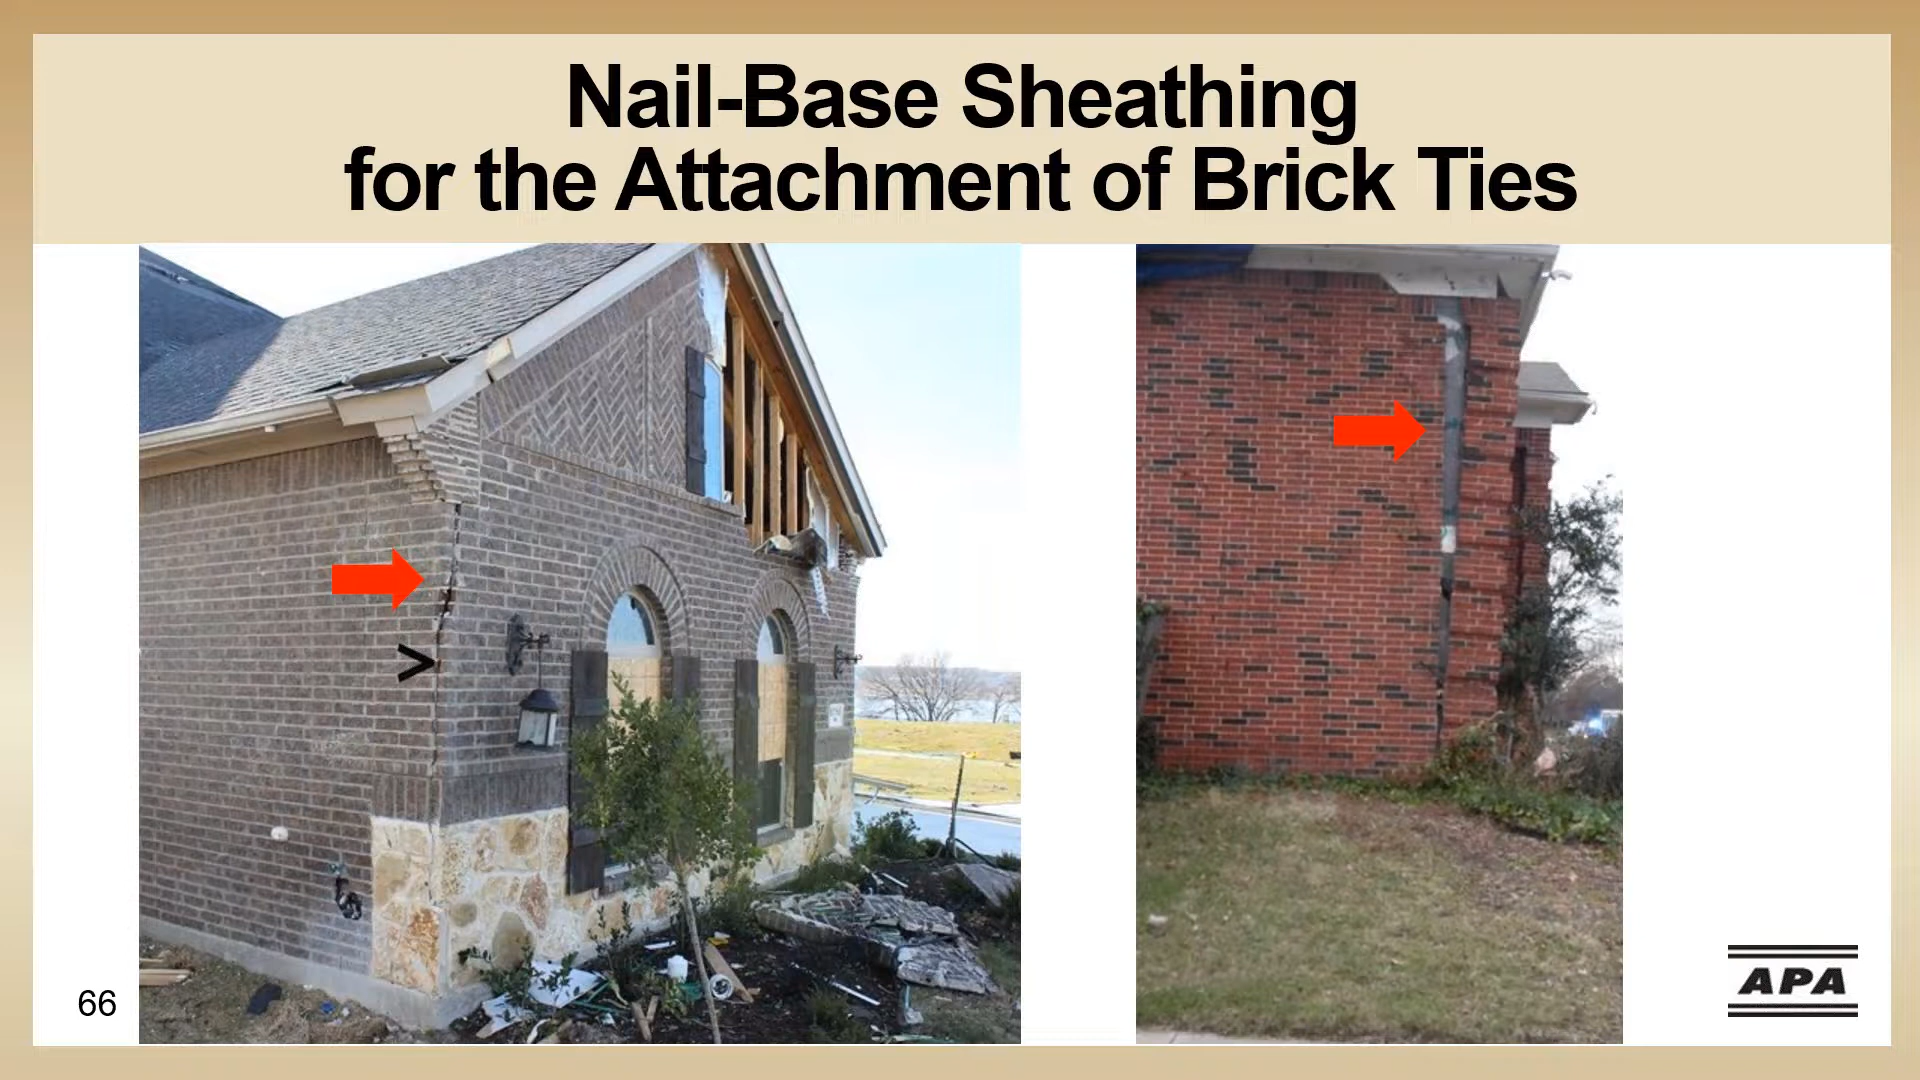 Nail-Base Sheathing
for the Attachment of Brick Ties
>
66
APA